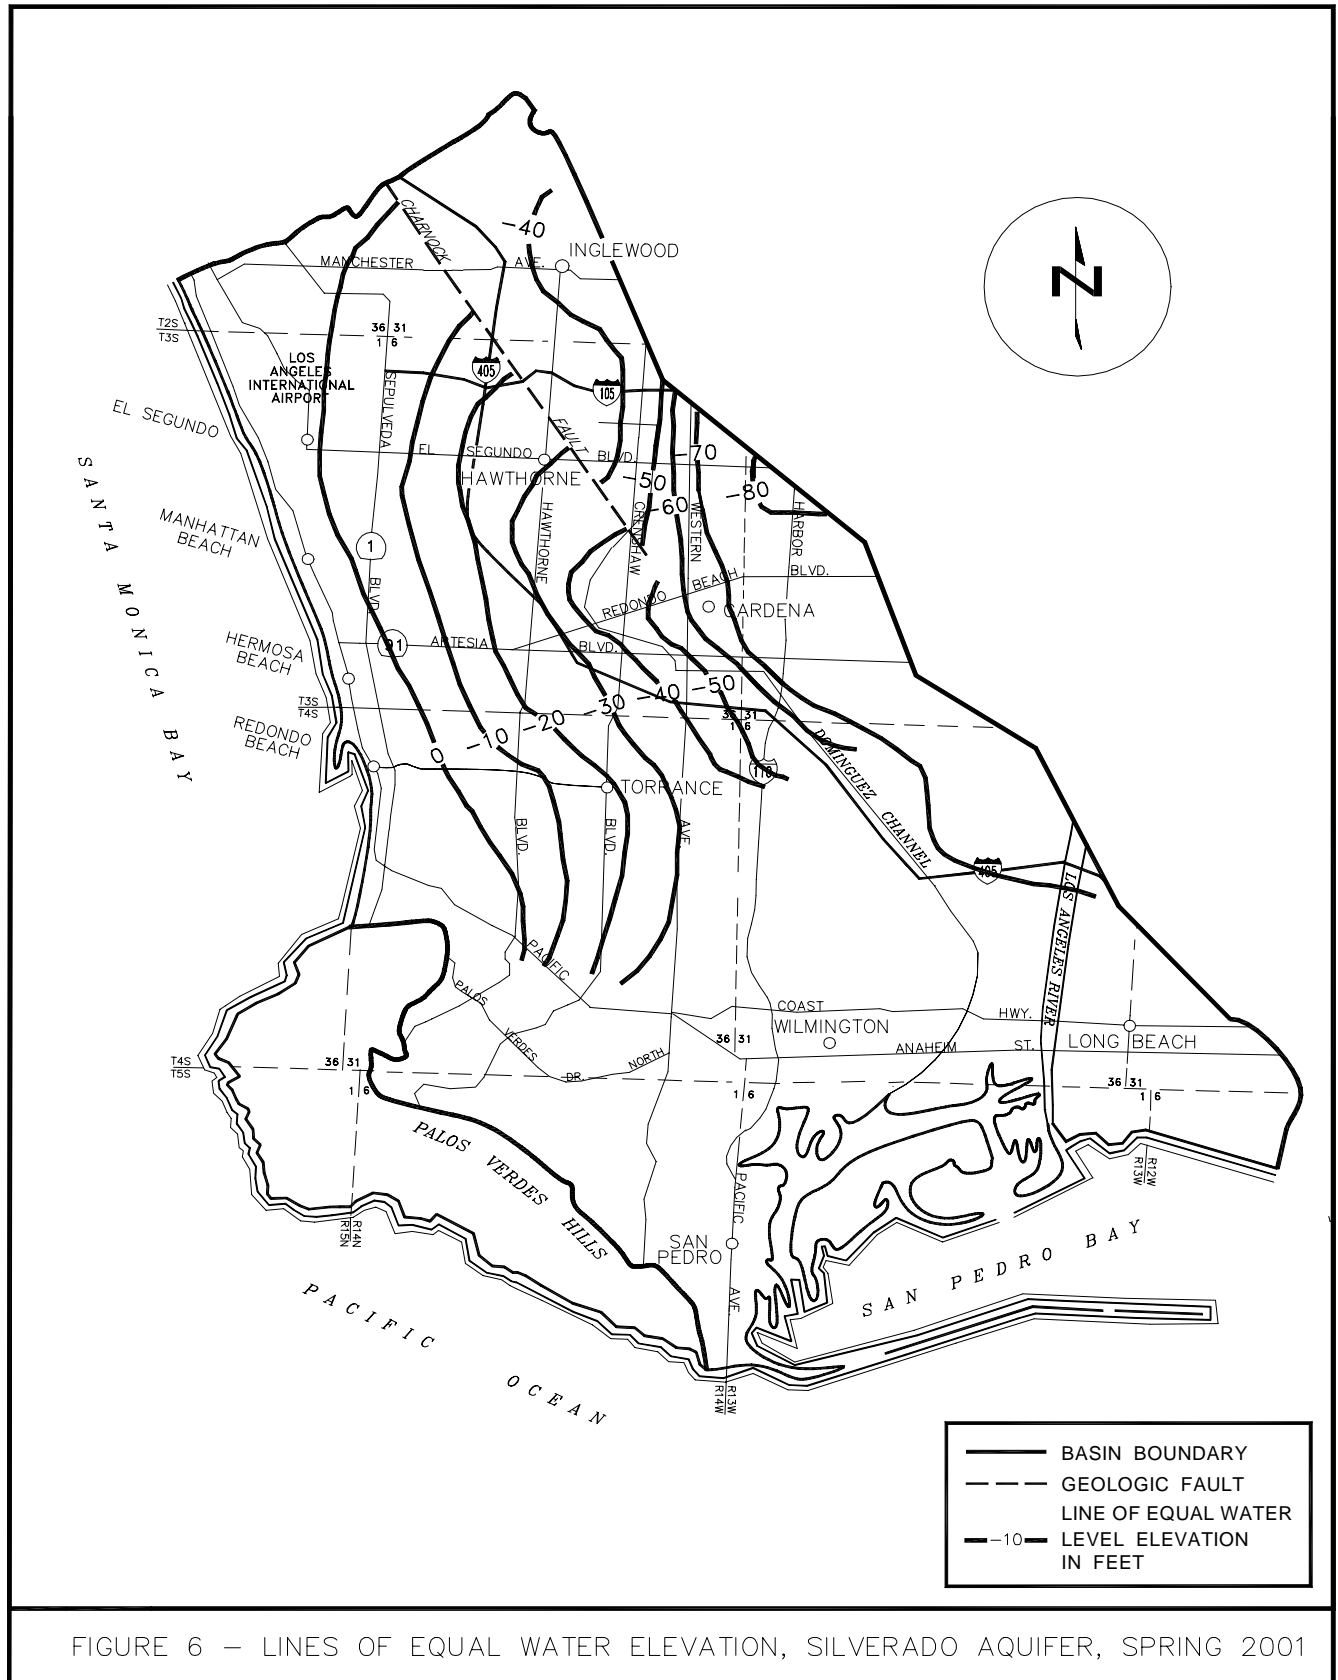 CHARNOCK
-40
INGLEWOOD
MANCHESTER AVE.
T2S
T3S
36 31
1 6
LOS
ANGELES
INTERNATIONAL
AIRPORT
405
105
SEPULVEDA
EL SEGUNDO
FAULT
EL SEGUNDO BLVD.
-70
HAWTHORNE
-50
-80
-60
SANTA MONICA BAY
MANHATTAN
BEACH
HAWTHORNE
CRENSHAW
WESTERN
HARBOR
1
BLVD.
REDONDO BEACH BLVD.
GARDENA
HERMOSA
BEACH
91
ARTESIA BLVD.
T3S
T4S
REDONDO
BEACH
0
-10
-20
-30
-40
-50
36 31
1 6
DOMINGUEZ CHANNEL
110
TORRANCE
BLVD.
BLVD.
AVE.
405
LOS ANGELES RIVER
PACIFIC
COAST
HWY.
PALOS
VERDES
DR.
NORTH
WILMINGTON
36 31
ANAHEIM ST.
LONG BEACH
T4S
T5S
36 31
1 6
1 6
36 31
1 6
PALOS VERDES HILLS
R12W
R13W
PACIFIC
AVE.
R14N
R15N
SAN
PEDRO
SAN PEDRO BAY
PACIFIC OCEAN
R13W
R14W
BASIN BOUNDARY
GEOLOGIC FAULT
LINE OF EQUAL WATER
-10 LEVEL ELEVATION
IN FEET
FIGURE 6 – LINES OF EQUAL WATER ELEVATION, SILVERADO AQUIFER, SPRING 2001